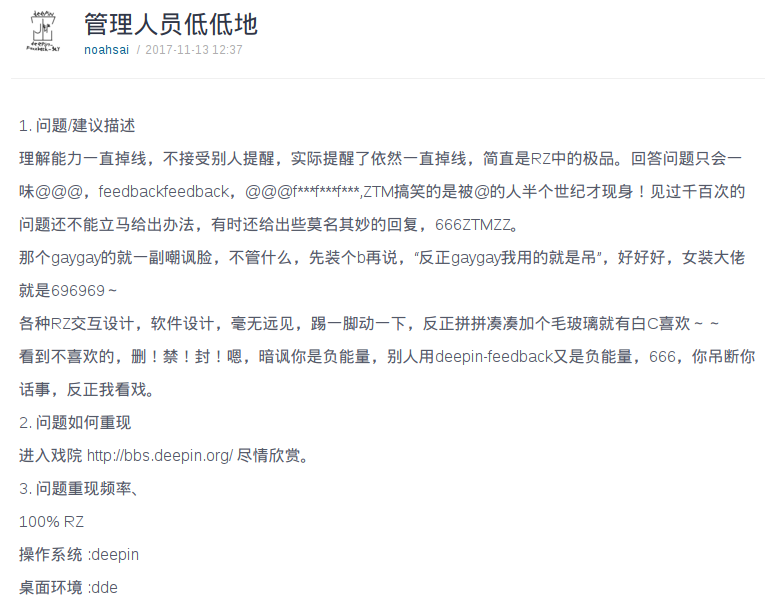 deepin
管理人员低低地
noahsai / 2017-11-13 12:37
1. 问题/建议描述
理解能力一直掉线，不接受别人提醒，实际提醒了依然一直掉线，简直是RZ中的极品。回答问题只会一
味@@@，feedbackfeedback，@@@f***f***f***,ZTM搞笑的是被@的人半个世纪才现身！见过千百次的
问题还不能立马给出办法，有时还给出些莫名其妙的回复，666ZTMZZ。
那个gaygay的就一副嘲讽脸，不管什么，先装个b再说，“反正gaygay我用的就是吊”，好好好，女装大佬
就是696969～
各种RZ交互设计，软件设计，毫无远见，踢一脚动一下，反正拼拼凑凑加个毛玻璃就有白C喜欢～～
看到不喜欢的，删！禁！封！嗯，暗讽你是负能量，别人用deepin-feedback又是负能量，666，你吊断你
话事，反正我看戏。
2. 问题如何重现
进入戏院 http://bbs.deepin.org/ 尽情欣赏。
3. 问题重现频率、
100% RZ
操作系统 :deepin
桌面环境 :dde